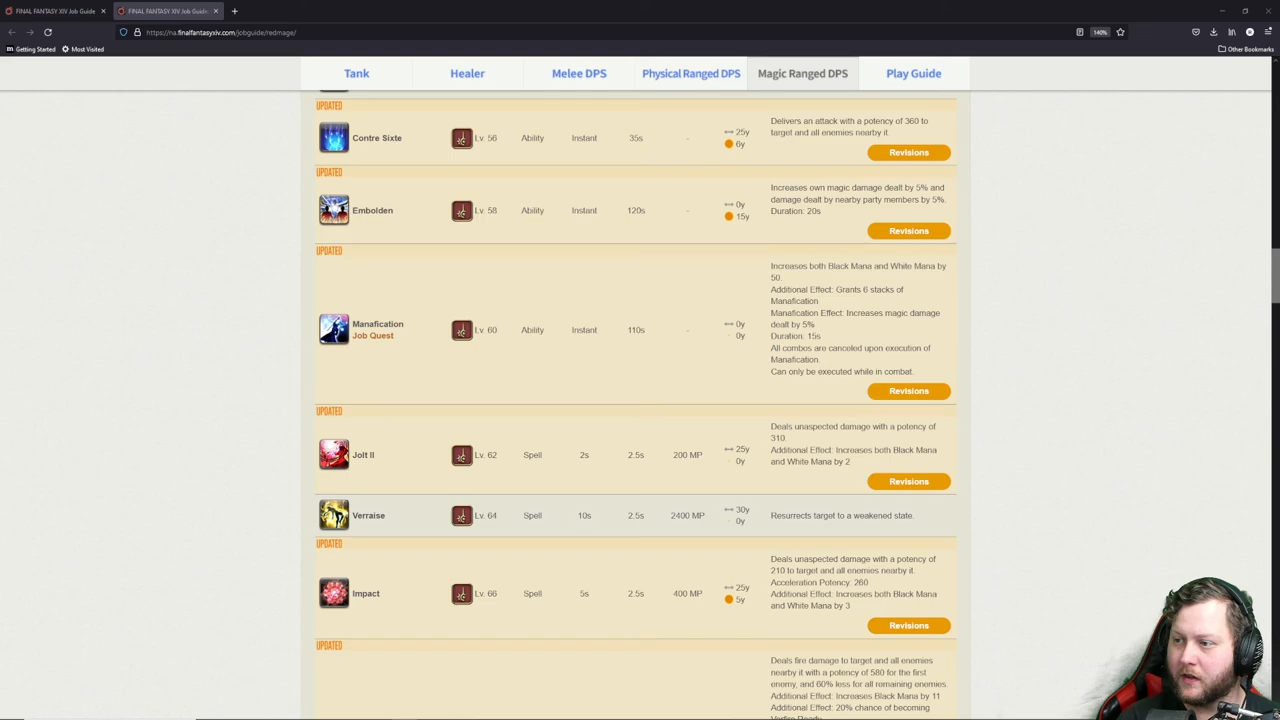 FINAL FANTASY XIV Job Guide
FINAL FANTASY XIV Job Guide
https://na.finalfantasyxiv.com/jobguide/redmage/
140%
Getting Started
Most Visited
Other Bookmarks
Tank
Healer
Melee DPS
Physical Ranged DPS
Magic Ranged DPS
Play Guide
UPDATED
Contre Sixte
Lv. 56
Ability
Instant
35s
-
25y
6y
Delivers an attack with a potency of 360 to
target and all enemies nearby it.
Revisions
UPDATED
Embolden
Lv. 58
Ability
Instant
120s
-
0y
15y
Increases own magic damage dealt by 5% and
damage dealt by nearby party members by 5%.
Duration: 20s
Revisions
UPDATED
Manafication
Job Quest
Lv. 60
Ability
Instant
110s
-
0y
0y
Increases both Black Mana and White Mana by
50.
Additional Effect: Grants 6 stacks of
Manafication
Manafication Effect: Increases magic damage
dealt by 5%
Duration: 15s
All combos are canceled upon execution of
Manafication.
Can only be executed while in combat.
Revisions
UPDATED
Jolt II
Lv. 62
Spell
2s
2.5s
200 MP
25y
0y
Deals unaspected damage with a potency of
310.
Additional Effect: Increases both Black Mana
and White Mana by 2
Revisions
Verraise
Lv. 64
Spell
10s
2.5s
2400 MP
30y
0y
Resurrects target to a weakened state.
UPDATED
Impact
Lv. 66
Spell
5s
2.5s
400 MP
25y
5y
Deals unaspected damage with a potency of
210 to target and all enemies nearby it.
Acceleration Potency: 260
Additional Effect: Increases both Black Mana
and White Mana by 3
Revisions
UPDATED
Deals fire damage to target and all enemies
nearby it with a potency of 580 for the first
enemy, and 60% less for all remaining enemies.
Additional Effect: Increases Black Mana by 11
Additional Effect: 20% chance of becoming
Verfire Ready